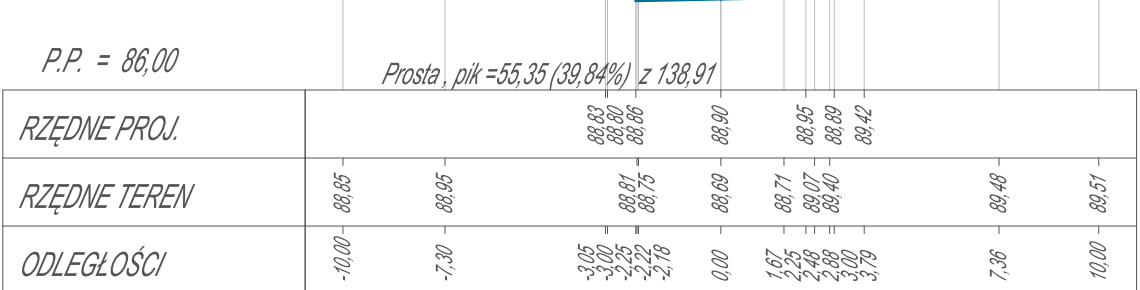 P.P. = 86,00
Prosta , pik =55,35 (39,84%) z 138,91
RZĘDNE PROJ. 88,83 88,80 88,86 88,90 88,95 88,89 89,42
RZĘDNE TEREN 88,85 88,95 88,81 88,75 88,69 88,71 89,07 89,40 89,48 89,51
ODLEGŁOŚCI -10,00 -7,30 -3,05 -3,00 -2,25 -2,22 -2,18 0,00 1,67 2,25 2,48 2,88 3,00 3,79 7,36 10,00